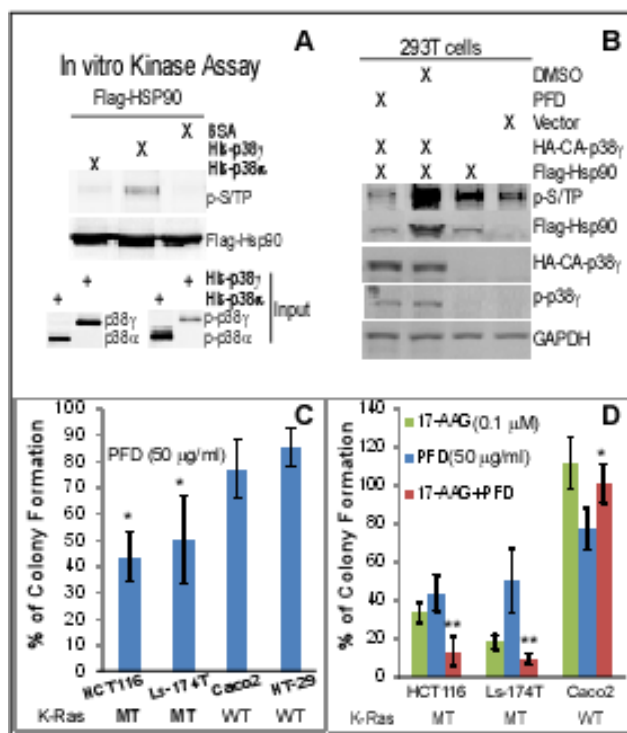 A
In vitro Kinase Assay
Flag-HSP90
X BSA
X His-p38γ
X His-p38α
p-S/TP
Flag-Hsp90
+ His-p38γ
+ His-p38α
Input
p38γ
p38α
p-p38γ
p-p38α
B
293T cells
X DMSO
X PFD
X Vector
X X HA-CA-p38γ
X X X Flag-Hsp90
p-S/TP
Flag-Hsp90
HA-CA-p38γ
p-p38γ
GAPDH
C
% of Colony Formation
100
90
80
70
60
50
40
30
20
10
0
PFD (50 µg/ml)
*
*
HCT116 Ls-174T Caco2 HT-29
K-Ras MT MT WT WT
D
% of Colony Formation
140
120
100
80
60
40
20
0
17-AAG (0.1 µM)
PFD(50 µg/ml)
17-AAG+PFD
**
**
*
HCT116 Ls-174T Caco2
K-Ras MT MT WT